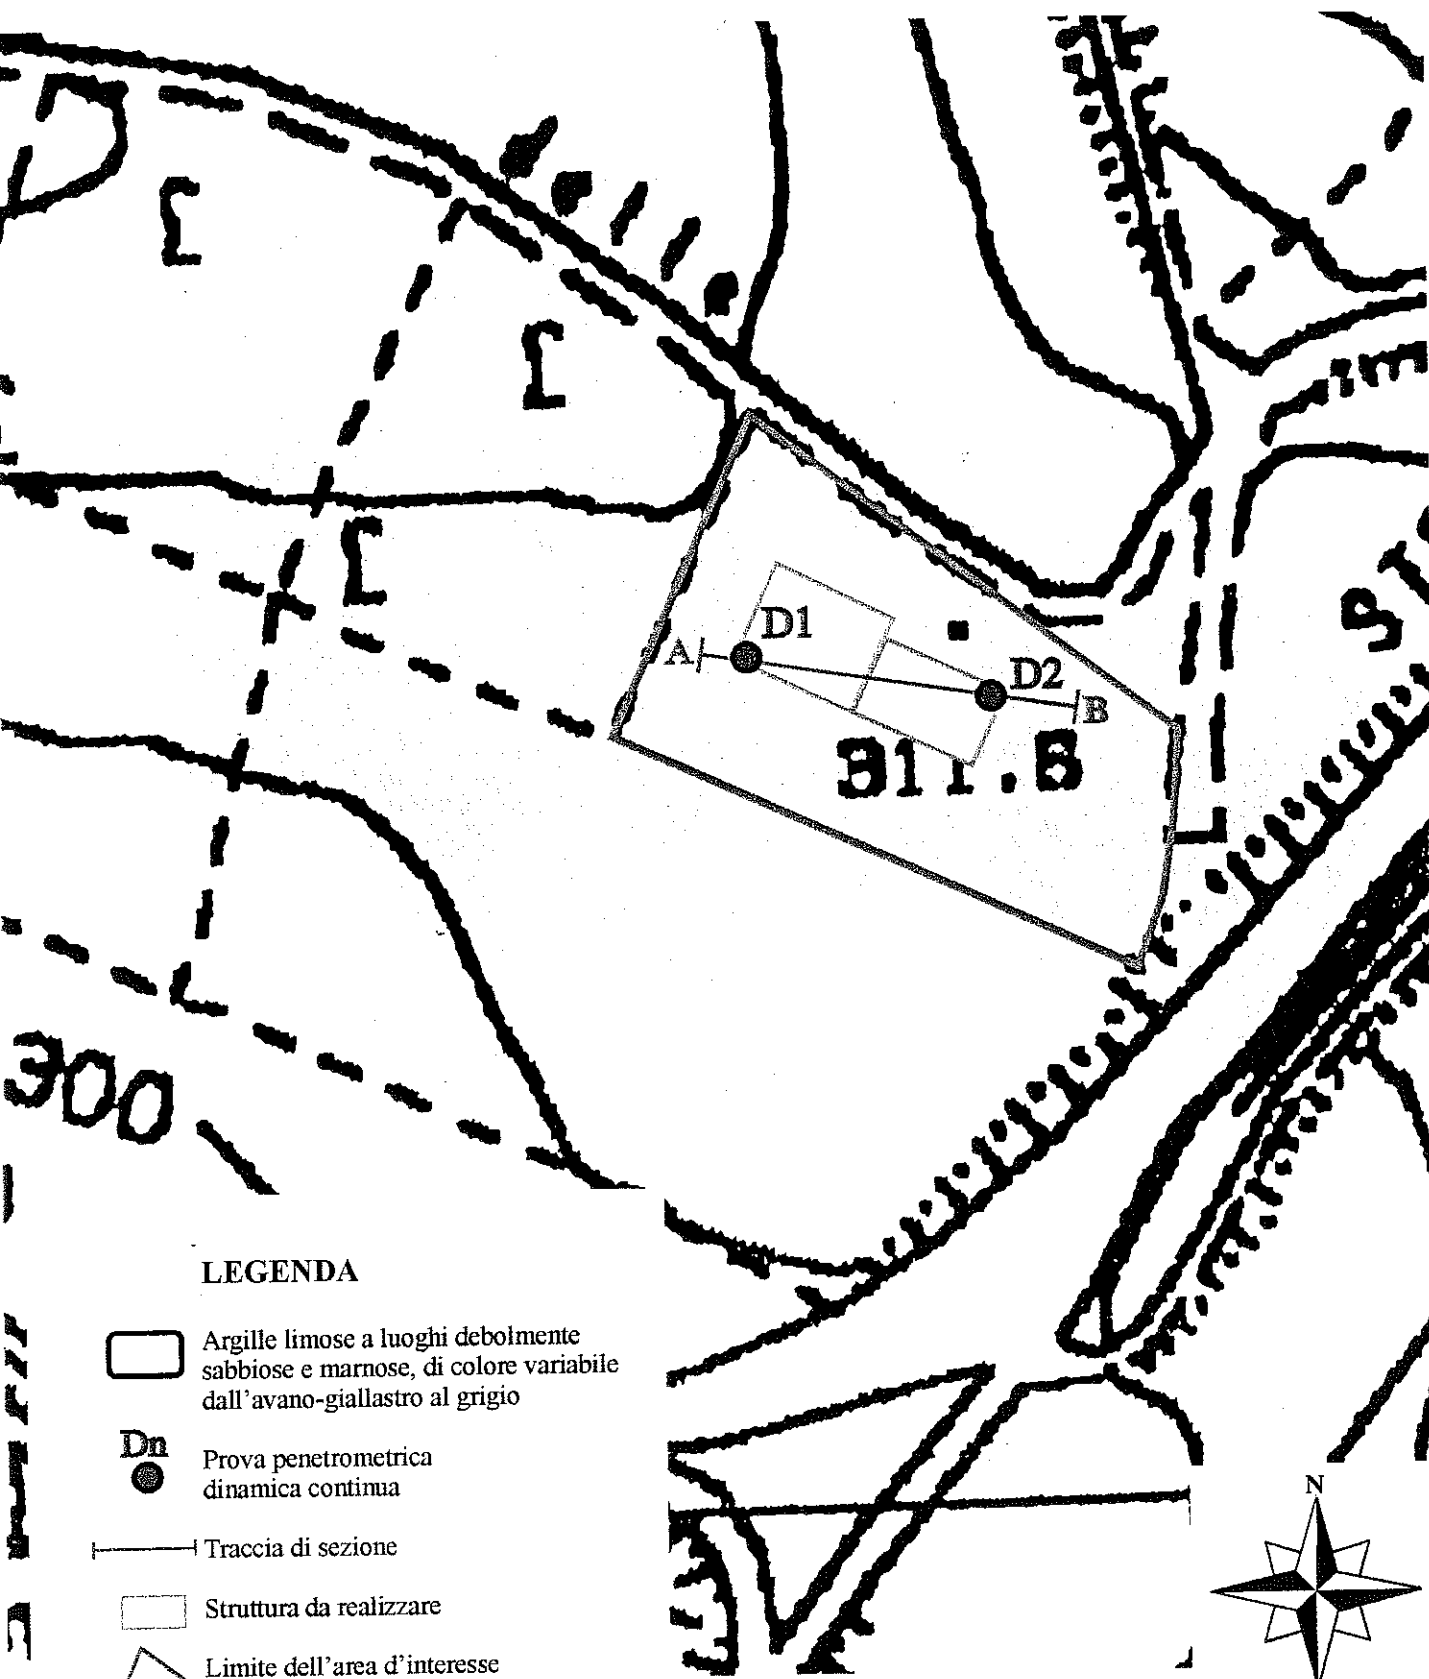 D1
A
D2
B
311.6
300
LEGENDA
Argille limose a luoghi debolmente
sabbiose e marnose, di colore variabile
dall'avano-giallastro al grigio
Dn
Prova penetrometrica
dinamica continua
Traccia di sezione
Struttura da realizzare
Limite dell'area d'interesse
N